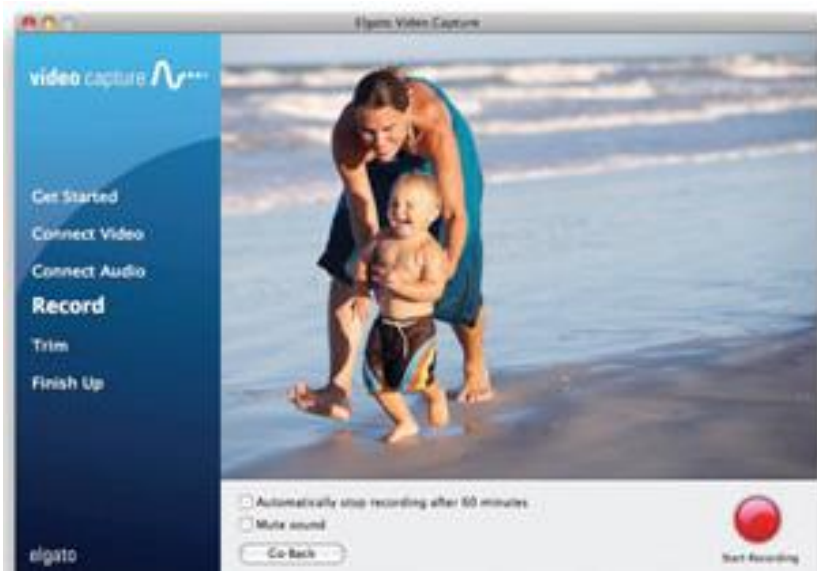 Elgato Video Capture
video capture
Get Started
Connect Video
Connect Audio
Record
Trim
Finish Up
Automatically stop recording after 60 minutes
Mute sound
Go Back
Start Recording
elgato